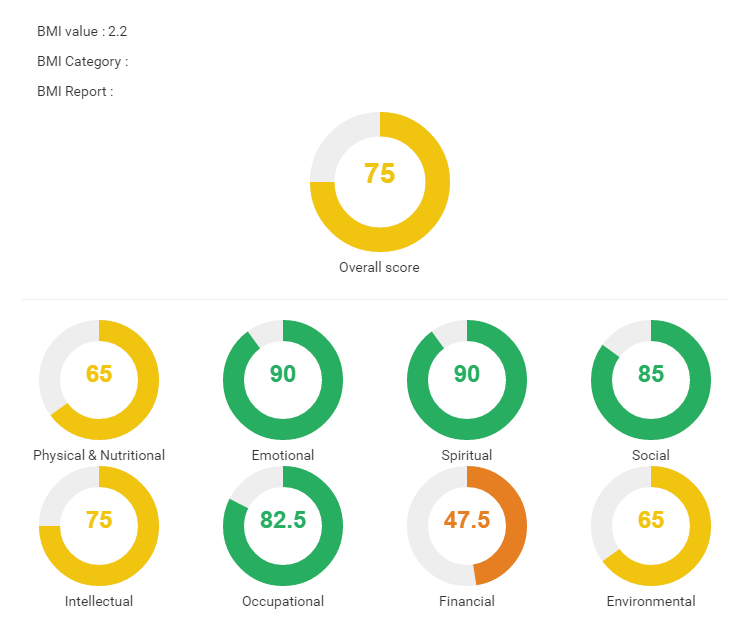 BMI value : 2.2
BMI Category :
BMI Report :
75
Overall score
65
90
90
85
Physical & Nutritional
Emotional
Spiritual
Social
75
82.5
47.5
65
Intellectual
Occupational
Financial
Environmental